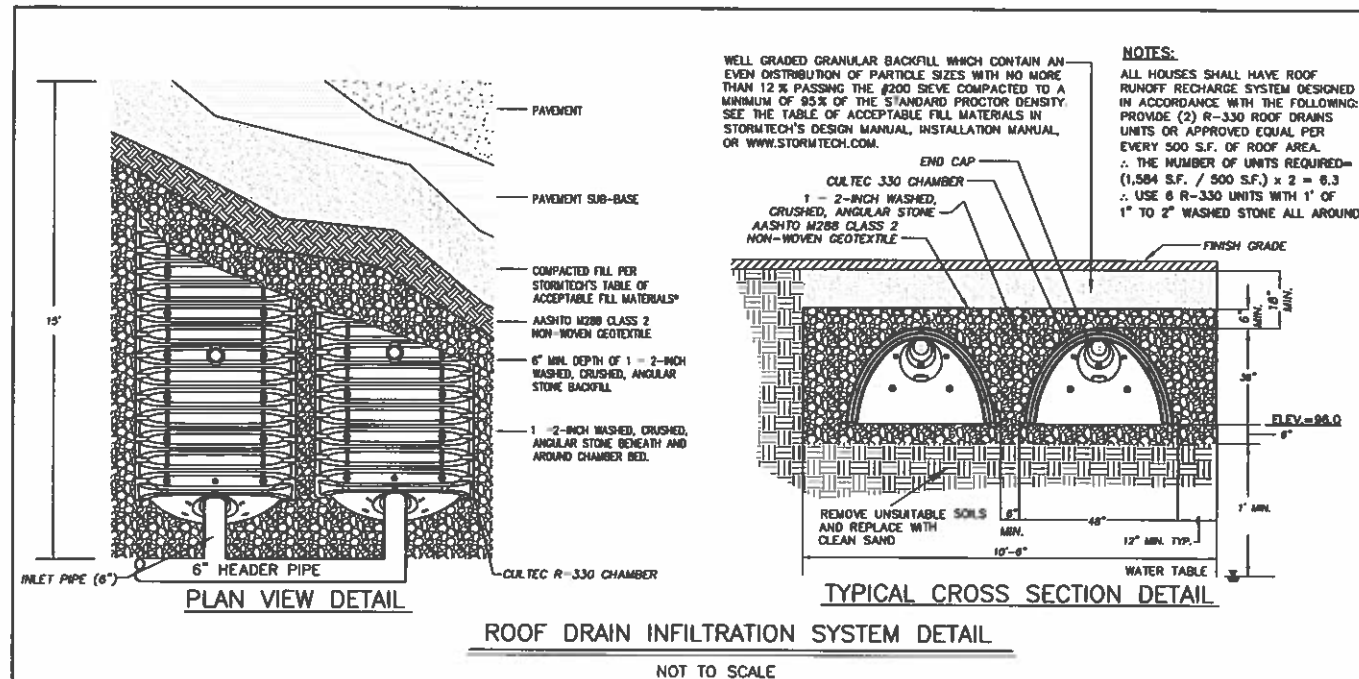 PAVEMENT
PAVEMENT SUB-BASE
COMPACTED FILL PER
STORMTECH'S TABLE OF
ACCEPTABLE FILL MATERIALS*
AASHTO M288 CLASS 2
NON-WOVEN GEOTEXTILE
6" MIN. DEPTH OF 1 - 2-INCH
WASHED, CRUSHED, ANGULAR
STONE BACKFILL
1 - 2-INCH WASHED, CRUSHED,
ANGULAR STONE BENEATH AND
AROUND CHAMBER BED.
15'
INLET PIPE (6")
6" HEADER PIPE
CULTEC R-330 CHAMBER
PLAN VIEW DETAIL
WELL GRADED GRANULAR BACKFILL WHICH CONTAIN AN
EVEN DISTRIBUTION OF PARTICLE SIZES WITH NO MORE
THAN 12 % PASSING THE #200 SIEVE COMPACTED TO A
MINIMUM OF 95% OF THE STANDARD PROCTOR DENSITY.
SEE THE TABLE OF ACCEPTABLE FILL MATERIALS IN
STORMTECH'S DESIGN MANUAL, INSTALLATION MANUAL,
OR WWW.STORMTECH.COM.
END CAP
CULTEC 330 CHAMBER
1 - 2-INCH WASHED,
CRUSHED, ANGULAR STONE
AASHTO M288 CLASS 2
NON-WOVEN GEOTEXTILE
NOTES:
ALL HOUSES SHALL HAVE ROOF
RUNOFF RECHARGE SYSTEM DESIGNED
IN ACCORDANCE WITH THE FOLLOWING:
PROVIDE (2) R-330 ROOF DRAINS
UNITS OR APPROVED EQUAL PER
EVERY 500 S.F. OF ROOF AREA.
∴ THE NUMBER OF UNITS REQUIRED=
(1,584 S.F. / 500 S.F.) x 2 = 6.3
∴ USE 6 R-330 UNITS WITH 1' OF
1" TO 2" WASHED STONE ALL AROUND
FINISH GRADE
6"
MIN.
18"
MIN.
36"
ELEV.=96.0
6"
1' MIN.
REMOVE UNSUITABLE SOILS
AND REPLACE WITH
CLEAN SAND
6"
MIN.
48"
12" MIN. TYP.
10'-6"
WATER TABLE
TYPICAL CROSS SECTION DETAIL
ROOF DRAIN INFILTRATION SYSTEM DETAIL
NOT TO SCALE